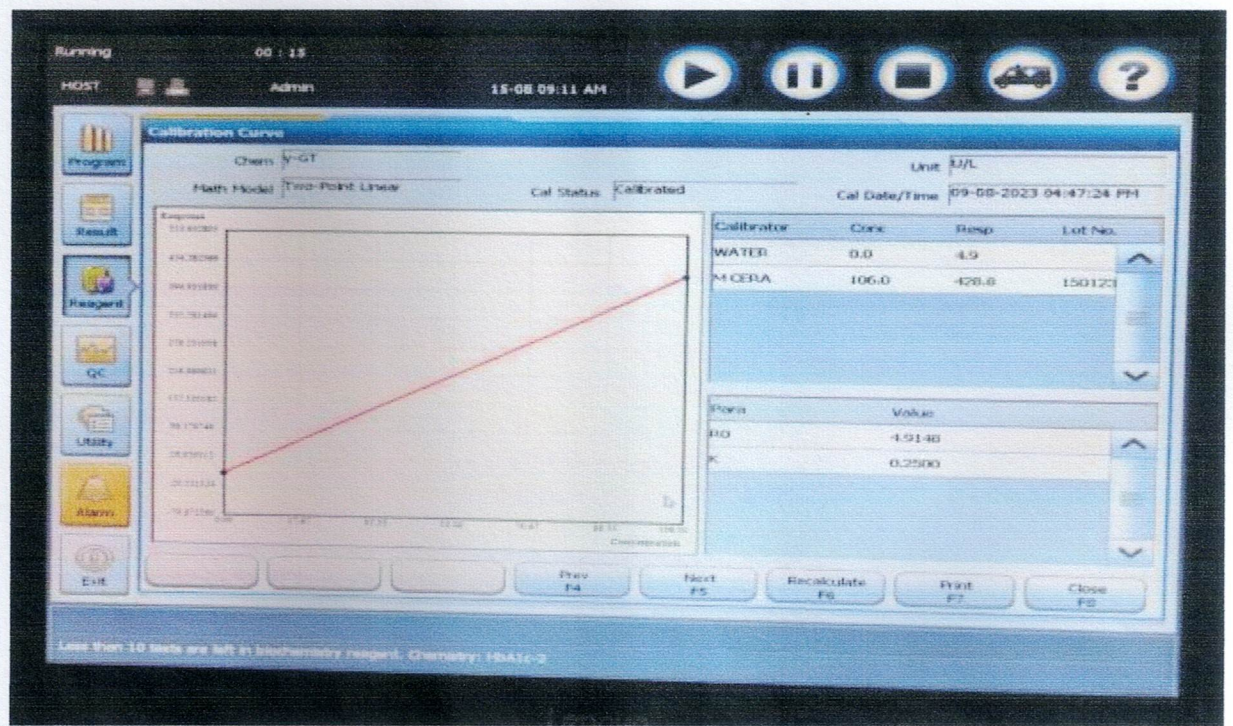 Running 00 : 15
HOST Admin 15-08 09:11 AM
Program
Result
Reagent
QC
Utility
Alarm
Exit
Calibration Curve
Chem γ-GT Unit U/L
Math Model Two-Point Linear Cal Status Calibrated Cal Date/Time 09-08-2023 04:47:24 PM
Response
Calibrator Conc Resp Lot No.
WATER 0.0 4.9
M CERA 106.0 428.8 150123
Para Value
R0 4.9148
K 0.2500
0.00
Concentration
Prev F4
Next F5
Recalculate F6
Print F7
Close F8
Less then 10 tests are left in biochemistry reagent. Chemistry: HbA1c-2